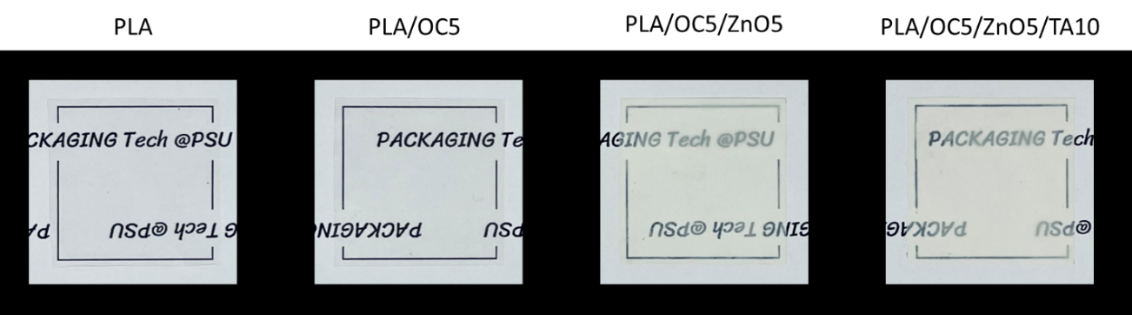 PLA
PLA/OC5
PLA/OC5/ZnO5
PLA/OC5/ZnO5/TA10
CKAGING Tech @PSU
G Tech @PSU PA
PACKAGING Te
PSU PACKAGIN
AGING Tech @PSU
GING Tech @PSU
PACKAGING Tech
@PSU PACKAG